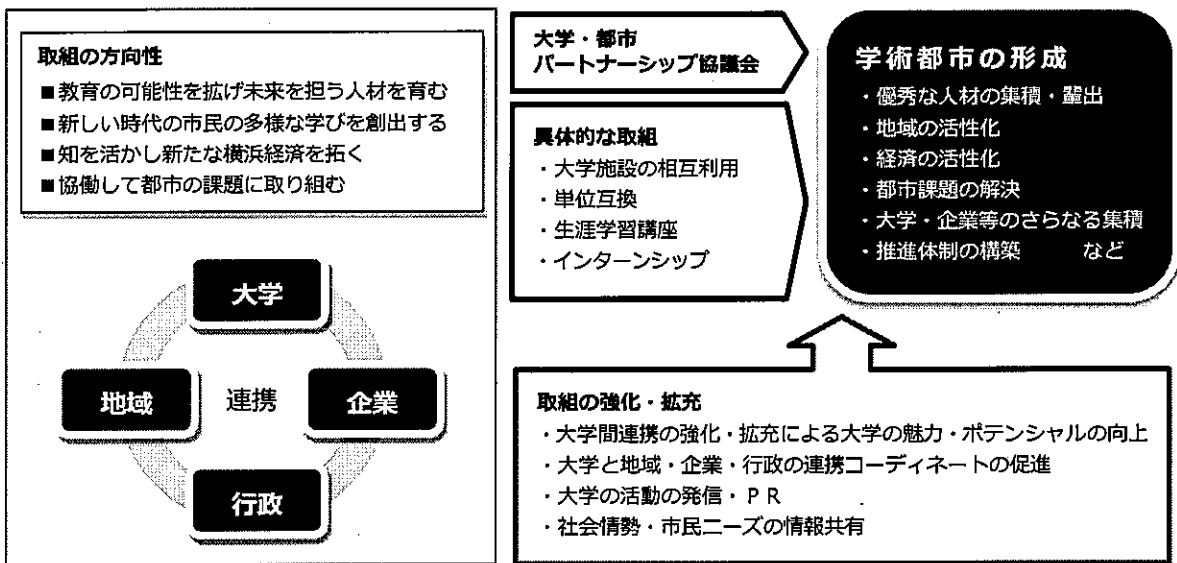 取組の方向性
■教育の可能性を拡げ未来を担う人材を育む
■新しい時代の市民の多様な学びを創出する
■知を活かし新たな横浜経済を拓く
■協働して都市の課題に取り組む
大学
地域
連携
企業
行政
大学・都市
パートナーシップ協議会
具体的な取組
・大学施設の相互利用
・単位互換
・生涯学習講座
・インターンシップ
学術都市の形成
・優秀な人材の集積・輩出
・地域の活性化
・経済の活性化
・都市課題の解決
・大学・企業等のさらなる集積
・推進体制の構築 など
取組の強化・拡充
・大学間連携の強化・拡充による大学の魅力・ポテンシャルの向上
・大学と地域・企業・行政の連携コーディネートの促進
・大学の活動の発信・PR
・社会情勢・市民ニーズの情報共有